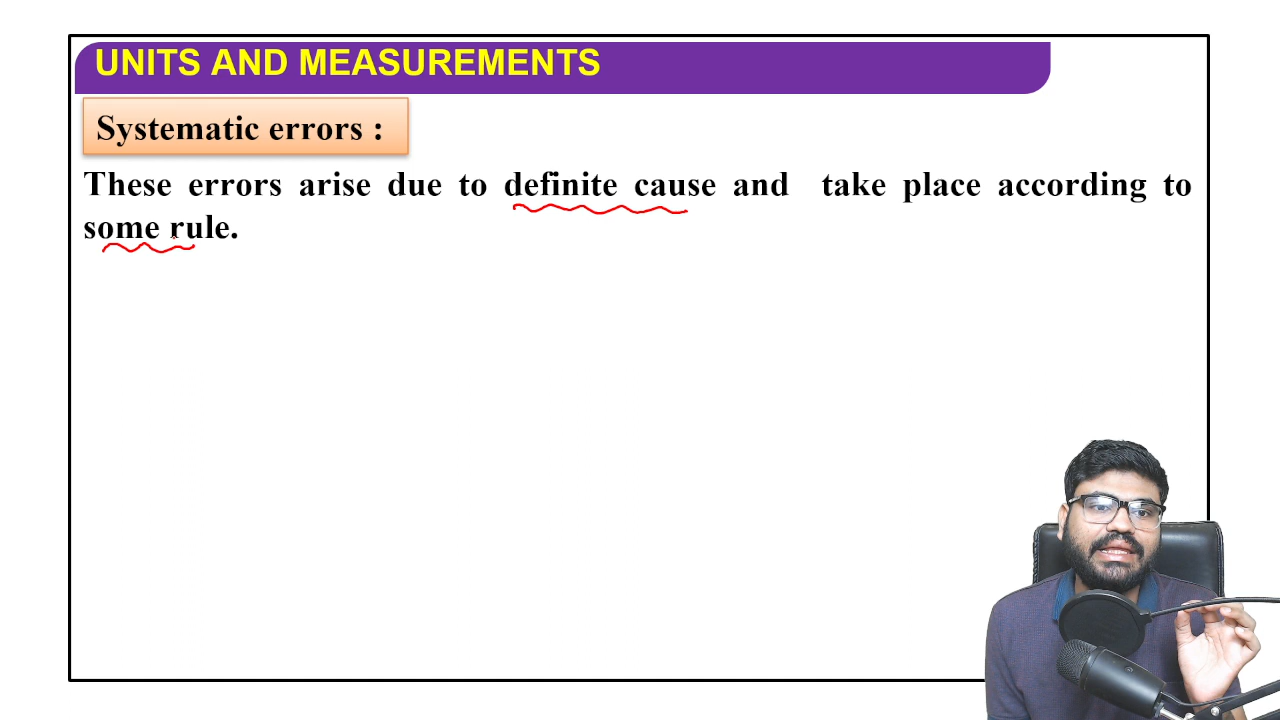 UNITS AND MEASUREMENTS
Systematic errors :
These errors arise due to definite cause and take place according to
some rule.